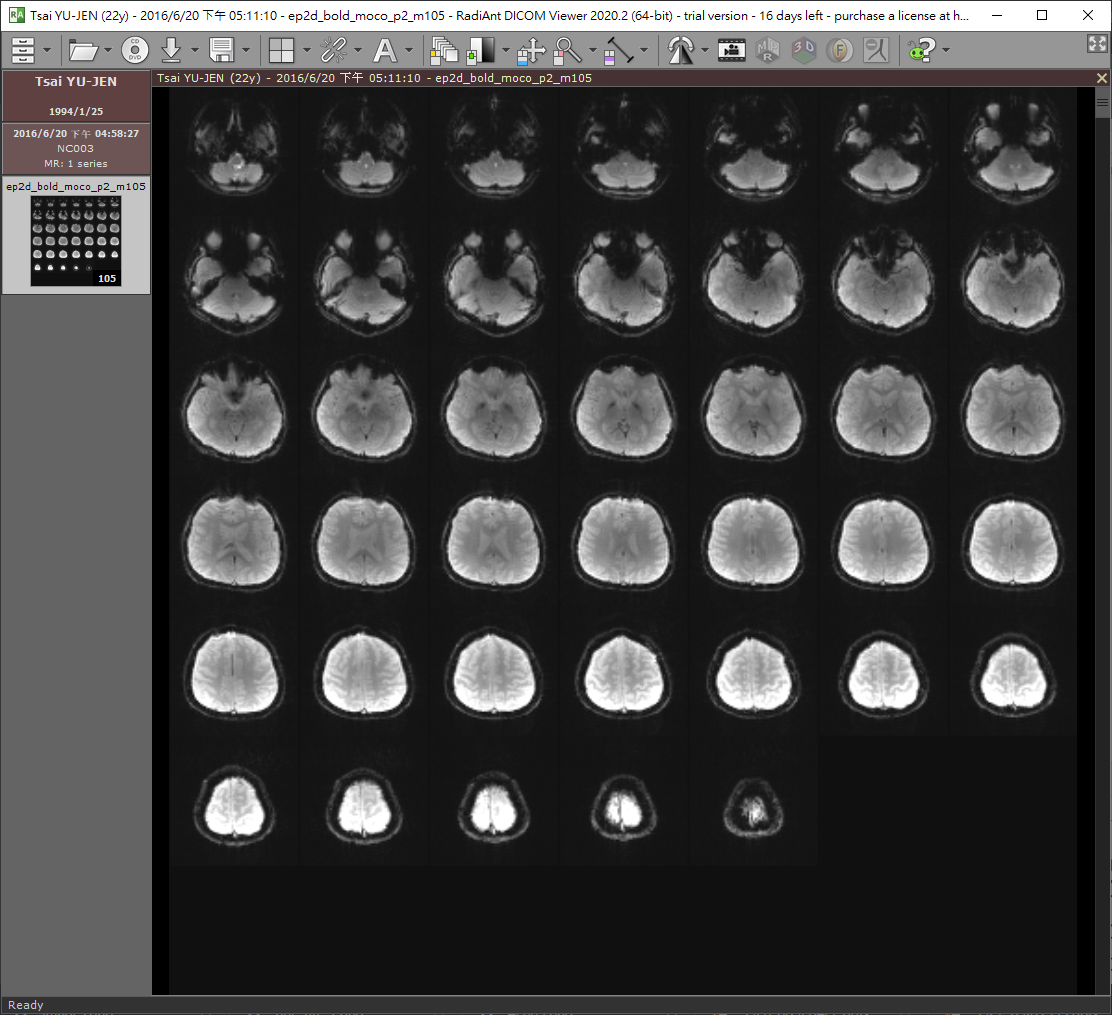 Tsai YU-JEN (22y) - 2016/6/20 下午 05:11:10 - ep2d_bold_moco_p2_m105 - RadiAnt DICOM Viewer 2020.2 (64-bit) - trial version - 16 days left - purchase a license at h...
Tsai YU-JEN
1994/1/25
2016/6/20 下午 04:58:27
NC003
MR: 1 series
ep2d_bold_moco_p2_m105
105
Tsai YU-JEN (22y) - 2016/6/20 下午 05:11:10 - ep2d_bold_moco_p2_m105
Ready